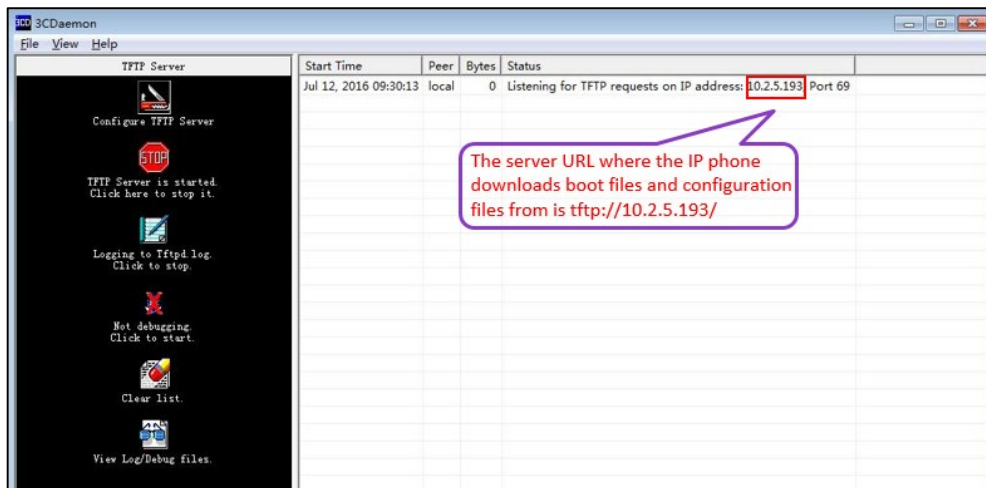 3CD 3CDaemon
File View Help
TFTP Server
Configure TFTP Server
STOP
TFTP Server is started.
Click here to stop it.
Logging to Tftpd.log.
Click to stop.
Not debugging.
Click to start.
Clear list.
View Log/Debug files.
Start Time Peer Bytes Status
Jul 12, 2016 09:30:13 local 0 Listening for TFTP requests on IP address: 10.2.5.193, Port 69
The server URL where the IP phone
downloads boot files and configuration
files from is tftp://10.2.5.193/